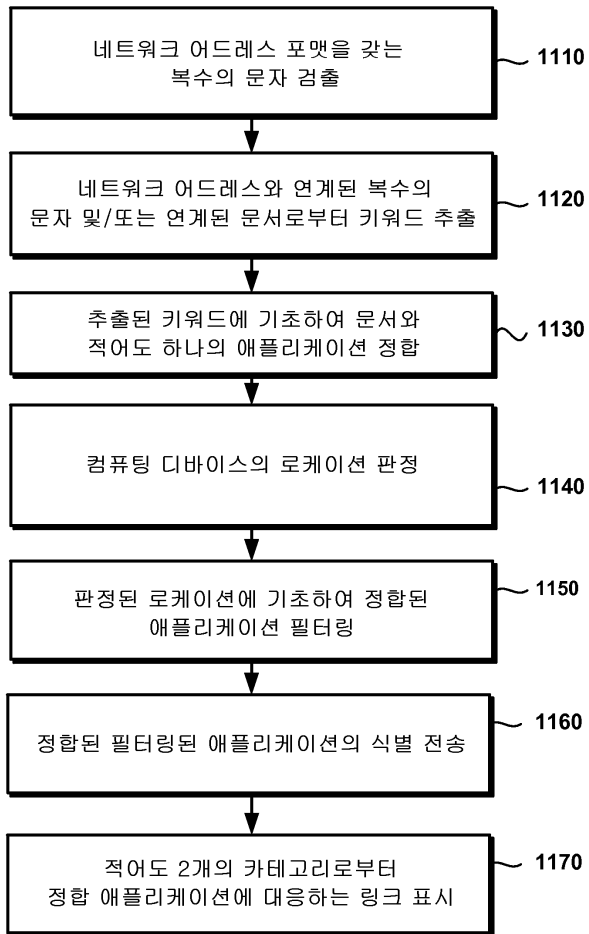 네트워크 어드레스 포맷을 갖는
복수의 문자 검출
1110
네트워크 어드레스와 연계된 복수의
문자 및/또는 연계된 문서로부터 키워드 추출
1120
추출된 키워드에 기초하여 문서와
적어도 하나의 애플리케이션 정합
1130
컴퓨팅 디바이스의 로케이션 판정
1140
판정된 로케이션에 기초하여 정합된
애플리케이션 필터링
1150
정합된 필터링된 애플리케이션의 식별 전송
1160
적어도 2개의 카테고리로부터
정합 애플리케이션에 대응하는 링크 표시
1170